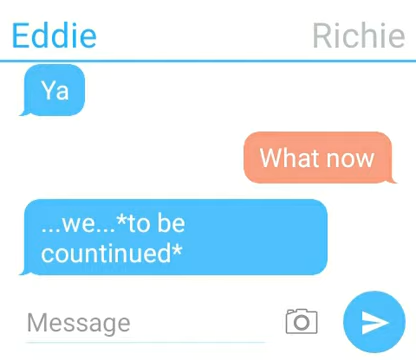 Eddie Richie
Ya
What now
...we...*to be
countinued*
Message